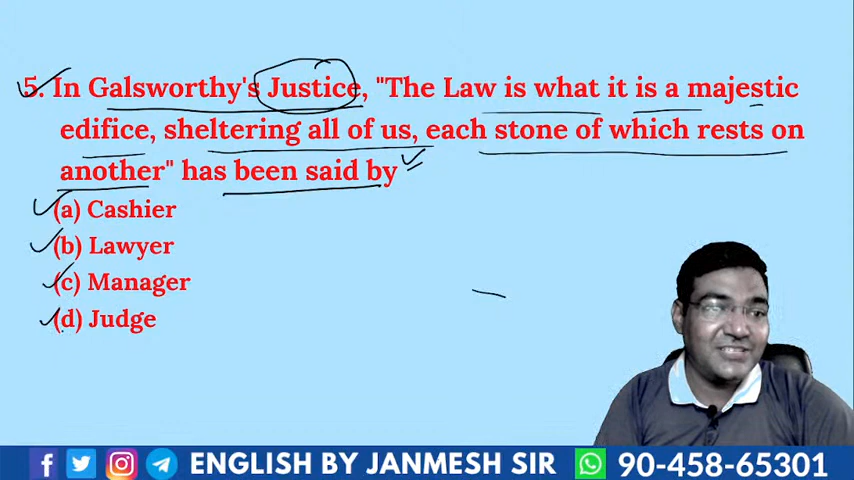 5. In Galsworthy's Justice, "The Law is what it is a majestic
edifice, sheltering all of us, each stone of which rests on
another" has been said by
(a) Cashier
(b) Lawyer
(c) Manager
(d) Judge
ENGLISH BY JANMESH SIR 90-458-65301